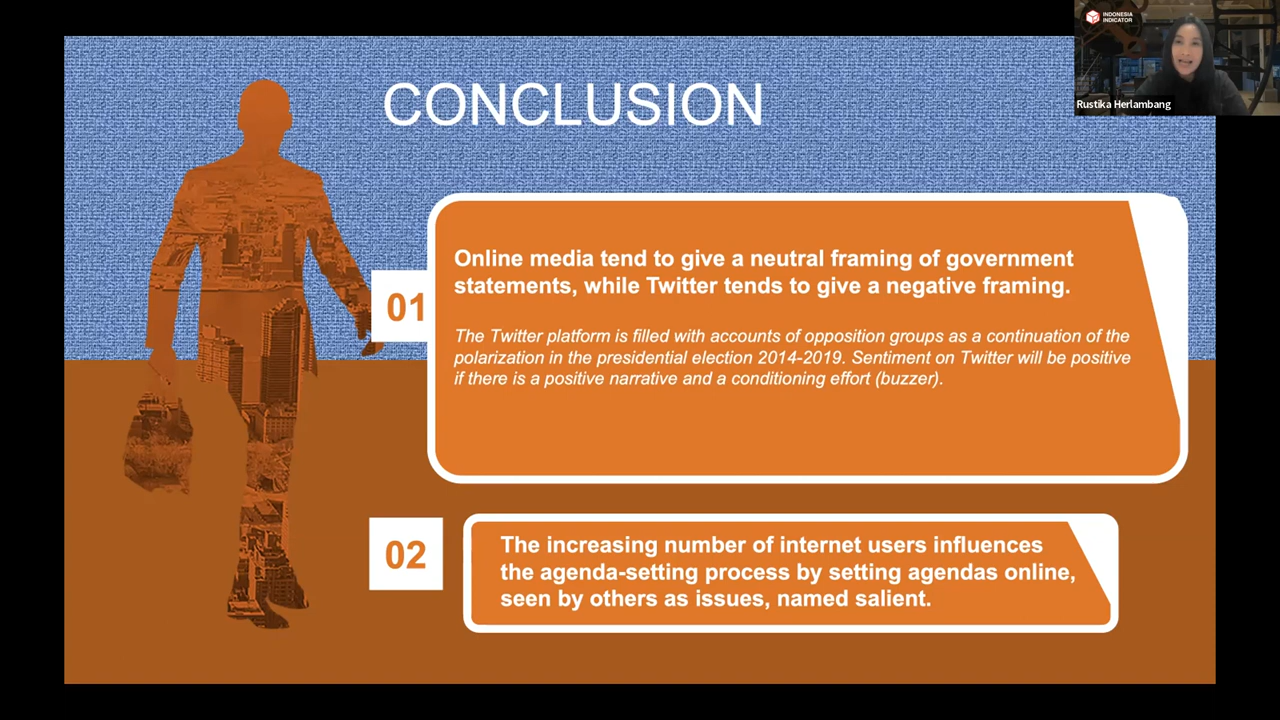 INDONESIA
INDICATOR
Rustika Herlambang
CONCLUSION
01
Online media tend to give a neutral framing of government
statements, while Twitter tends to give a negative framing.
The Twitter platform is filled with accounts of opposition groups as a continuation of the
polarization in the presidential election 2014-2019. Sentiment on Twitter will be positive
if there is a positive narrative and a conditioning effort (buzzer).
02
The increasing number of internet users influences
the agenda-setting process by setting agendas online,
seen by others as issues, named salient.